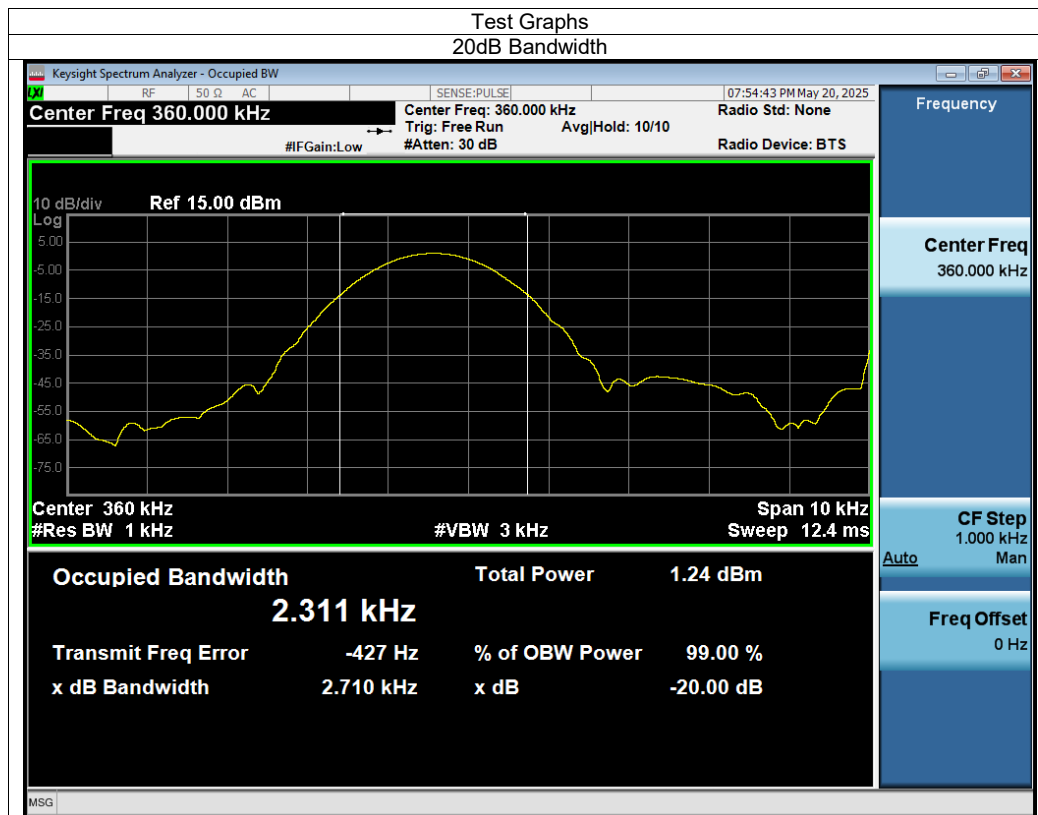 Test Graphs
20dB Bandwidth
Keysight Spectrum Analyzer - Occupied BW
LXI RF 50 Ω AC SENSE:PULSE 07:54:43 PM May 20, 2025
Center Freq 360.000 kHz
Center Freq: 360.000 kHz
Radio Std: None
Trig: Free Run Avg|Hold: 10/10
#IFGain:Low
#Atten: 30 dB
Radio Device: BTS
10 dB/div Ref 15.00 dBm
Log
5.00
-5.00
-15.0
-25.0
-35.0
-45.0
-55.0
-65.0
-75.0
Center 360 kHz
Span 10 kHz
#Res BW 1 kHz
#VBW 3 kHz
Sweep 12.4 ms
Occupied Bandwidth
Total Power 1.24 dBm
2.311 kHz
Transmit Freq Error -427 Hz
% of OBW Power 99.00 %
x dB Bandwidth 2.710 kHz
x dB -20.00 dB
Frequency
Center Freq
360.000 kHz
CF Step
1.000 kHz
Auto Man
Freq Offset
0 Hz
MSG